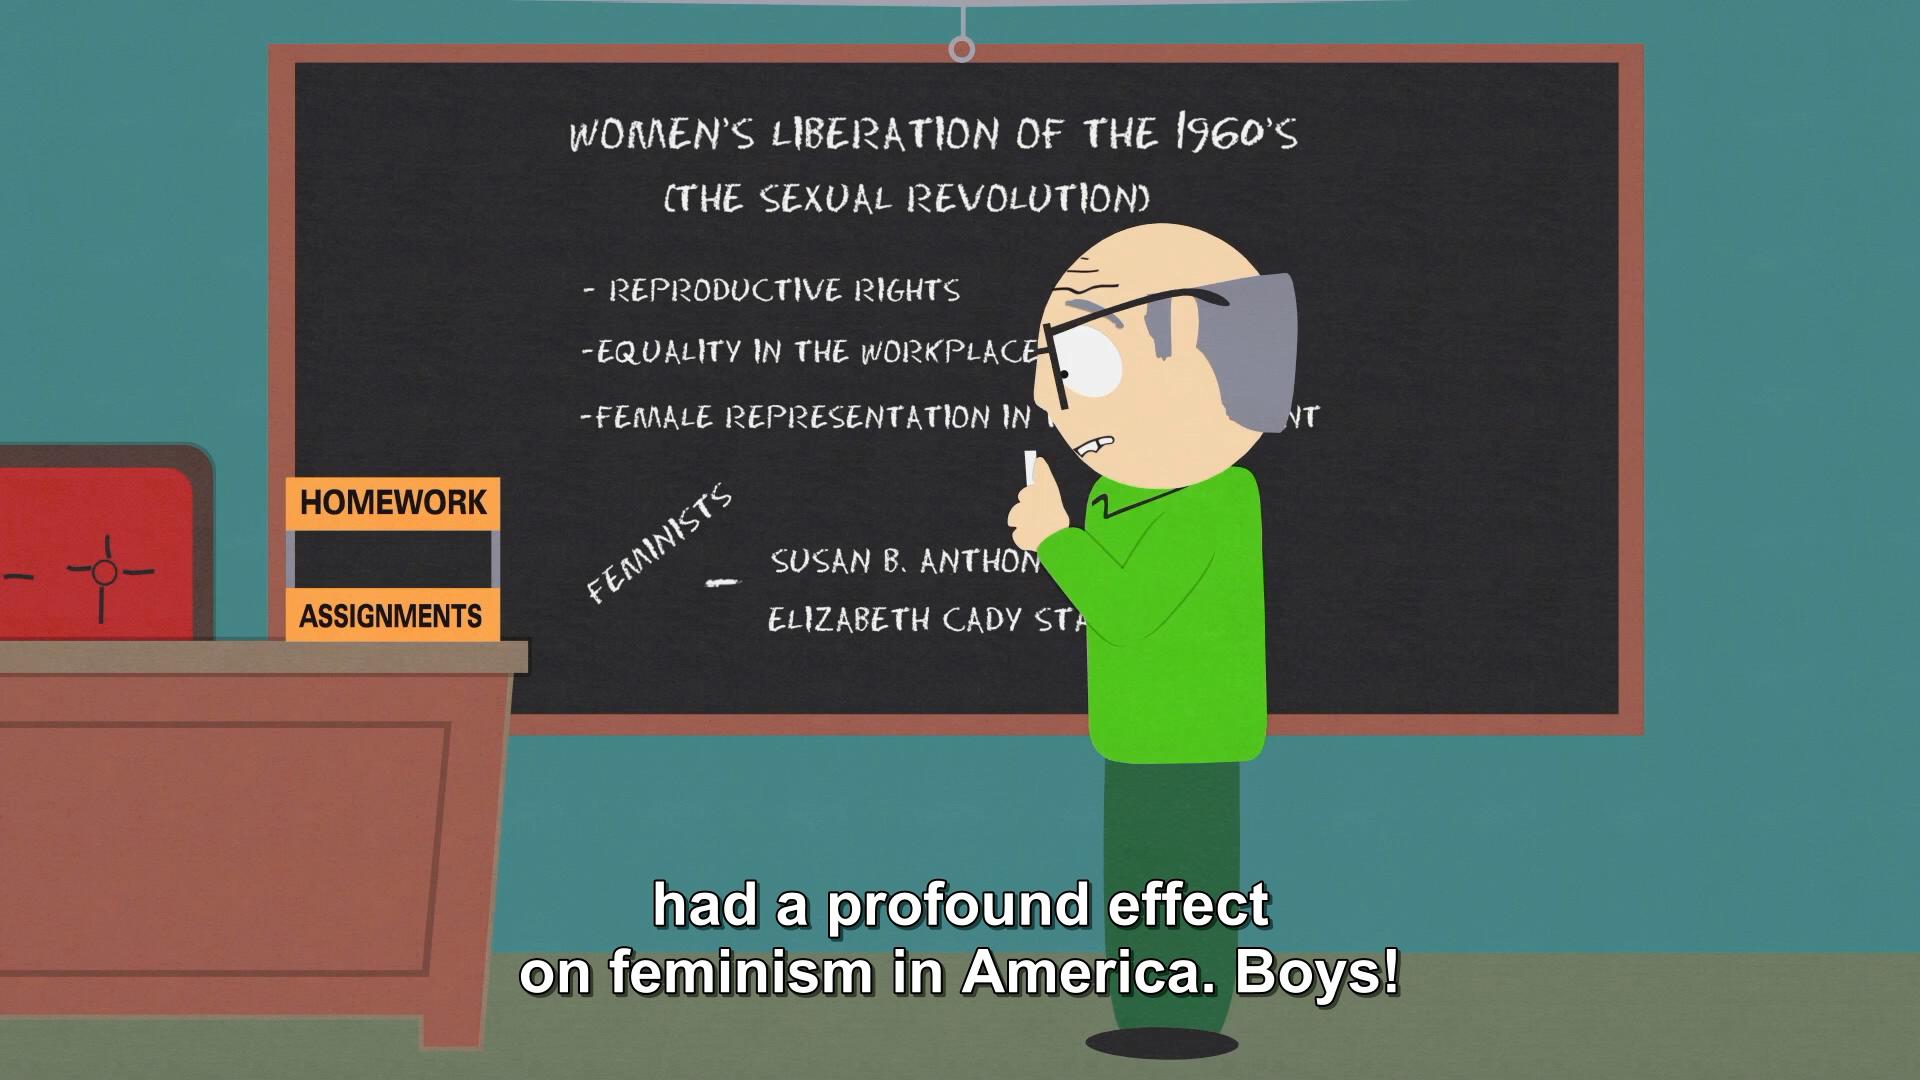 WOMEN'S LIBERATION OF THE 1960'S
(THE SEXUAL REVOLUTION)
- REPRODUCTIVE RIGHTS
-EQUALITY IN THE WORKPLACE
-FEMALE REPRESENTATION IN
HOMEWORK
ASSIGNMENTS
FEMINISTS
- SUSAN B.
ELIZABETH CADY
had a profound effect
on feminism in America. Boys!